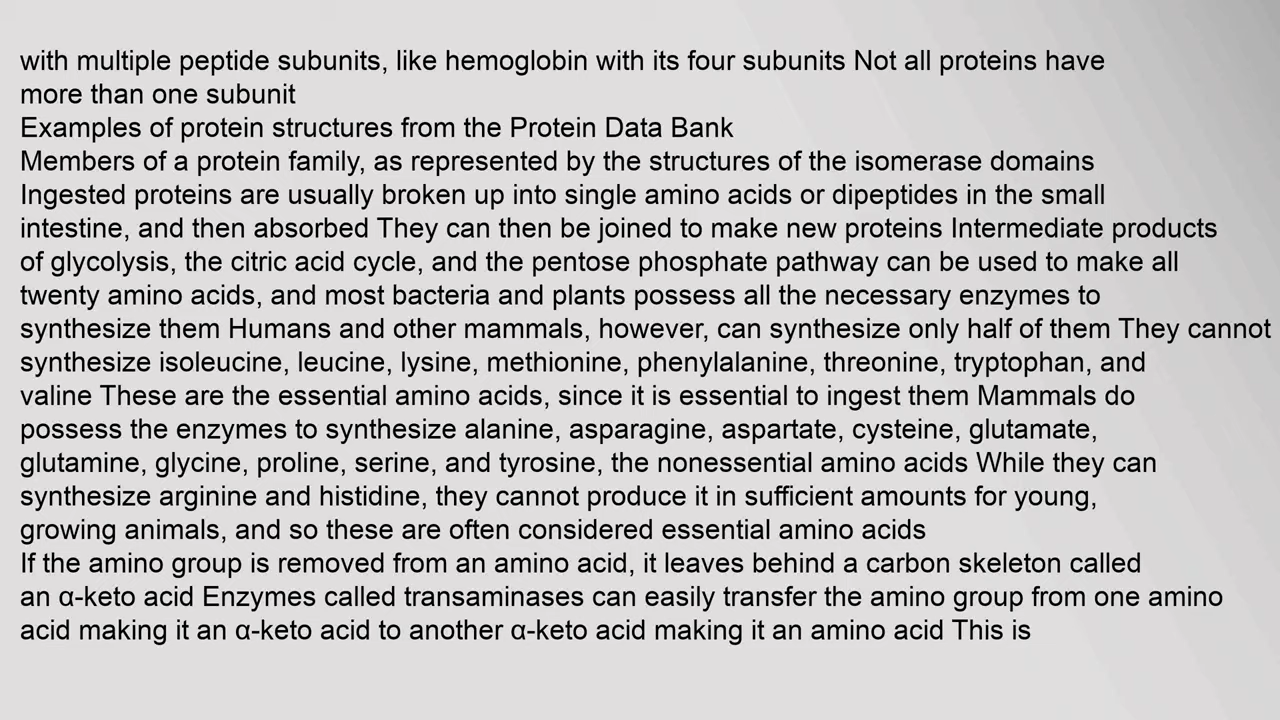 with multiple peptide subunits, like hemoglobin with its four subunits Not all proteins have
more than one subunit
Examples of protein structures from the Protein Data Bank
Members of a protein family, as represented by the structures of the isomerase domains
Ingested proteins are usually broken up into single amino acids or dipeptides in the small
intestine, and then absorbed They can then be joined to make new proteins Intermediate products
of glycolysis, the citric acid cycle, and the pentose phosphate pathway can be used to make all
twenty amino acids, and most bacteria and plants possess all the necessary enzymes to
synthesize them Humans and other mammals, however, can synthesize only half of them They cannot
synthesize isoleucine, leucine, lysine, methionine, phenylalanine, threonine, tryptophan, and
valine These are the essential amino acids, since it is essential to ingest them Mammals do
possess the enzymes to synthesize alanine, asparagine, aspartate, cysteine, glutamate,
glutamine, glycine, proline, serine, and tyrosine, the nonessential amino acids While they can
synthesize arginine and histidine, they cannot produce it in sufficient amounts for young,
growing animals, and so these are often considered essential amino acids
If the amino group is removed from an amino acid, it leaves behind a carbon skeleton called
an α-keto acid Enzymes called transaminases can easily transfer the amino group from one amino
acid making it an α-keto acid to another α-keto acid making it an amino acid This is